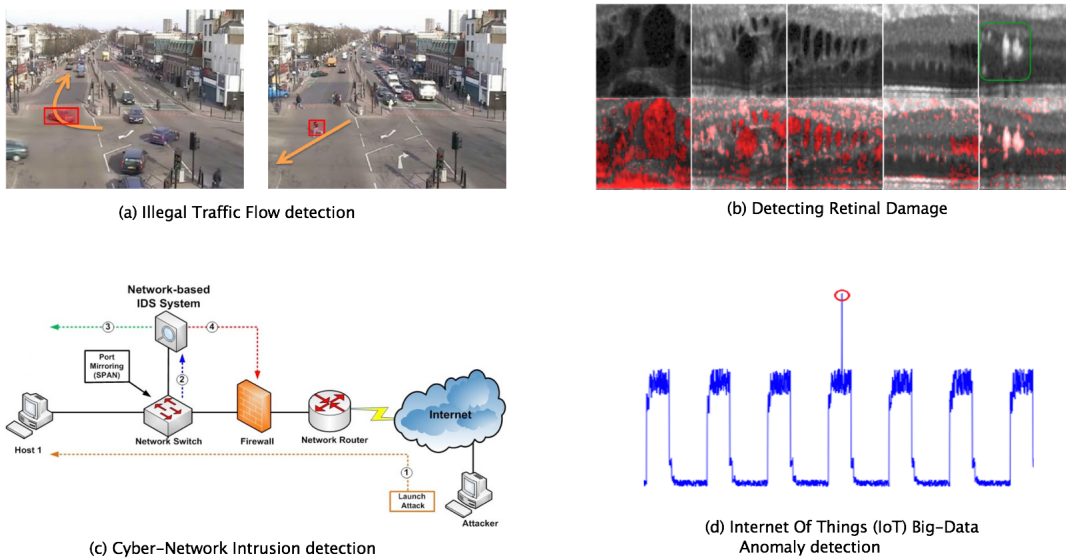 (a) Illegal Traffic Flow detection
(b) Detecting Retinal Damage
Network-based
IDS System
3
4
Port
Mirroring
(SPAN)
2
Internet
Host 1
Network Switch
Firewall
Network Router
1
Launch
Attack
Attacker
(c) Cyber-Network Intrusion detection
(d) Internet Of Things (IoT) Big-Data
Anomaly detection